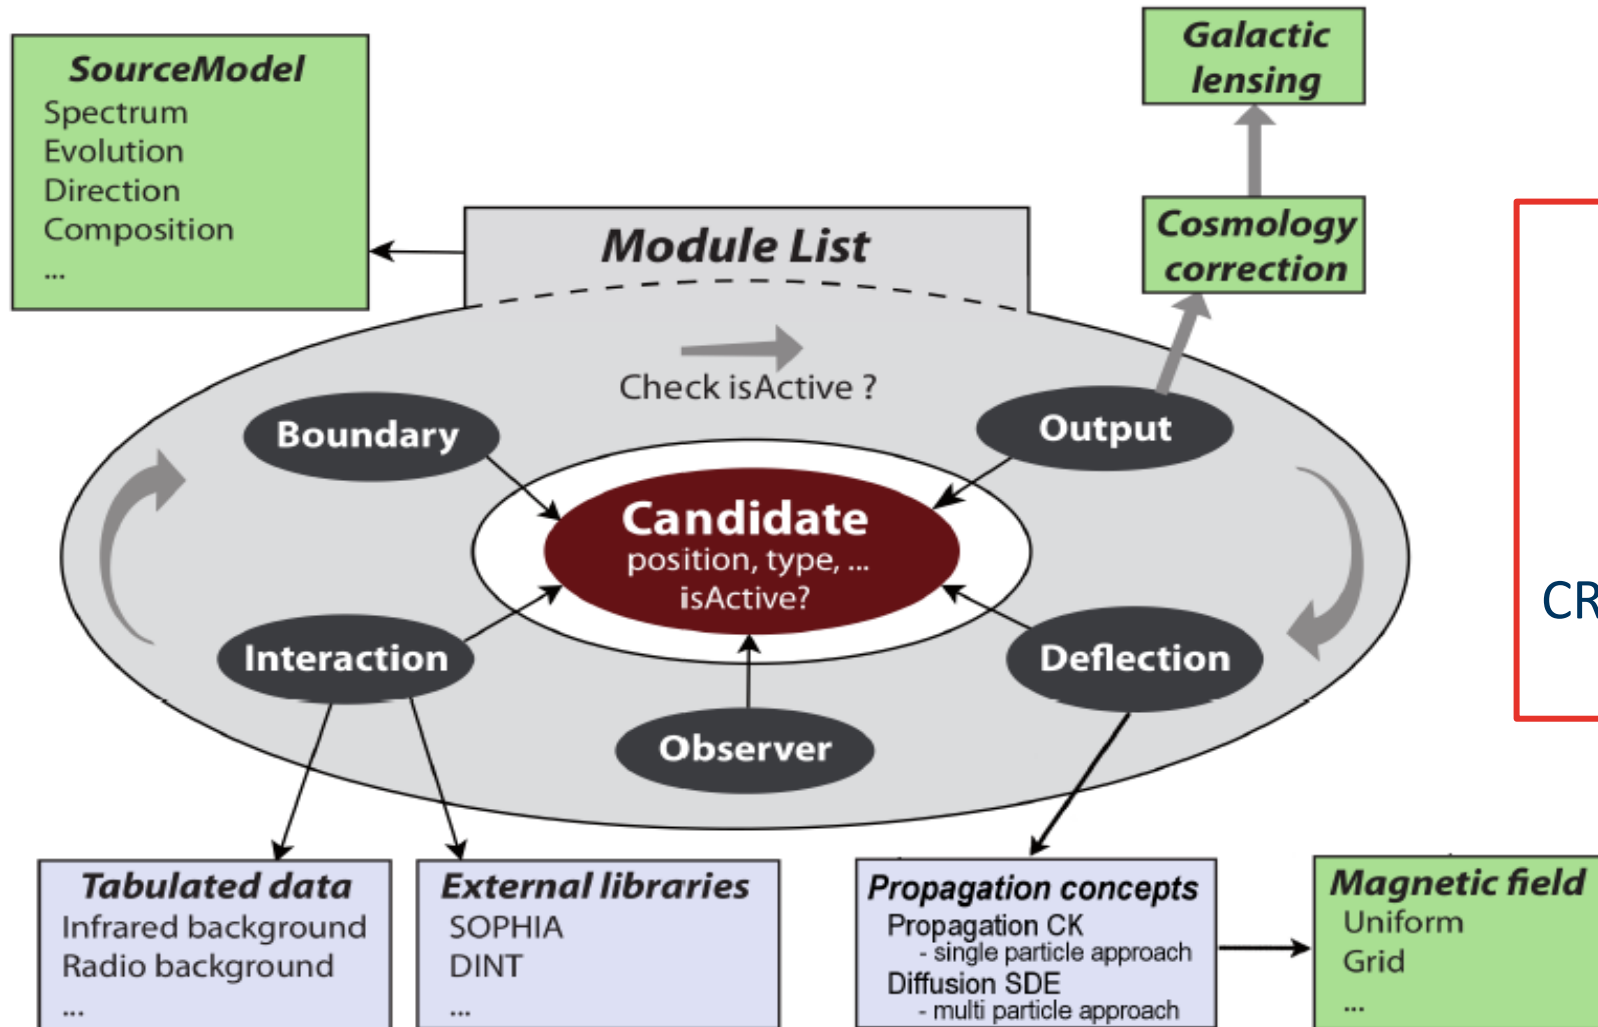 SourceModel
Spectrum
Evolution
Direction
Composition
...
Galactic
lensing
Cosmology
correction
Module List
Check isActive ?
Boundary
Output
Candidate
position, type, ...
isActive?
Interaction
Deflection
Observer
CR
Tabulated data
Infrared background
Radio background
...
External libraries
SOPHIA
DINT
...
Propagation concepts
Propagation CK
- single particle approach
Diffusion SDE
- multi particle approach
Magnetic field
Uniform
Grid
...